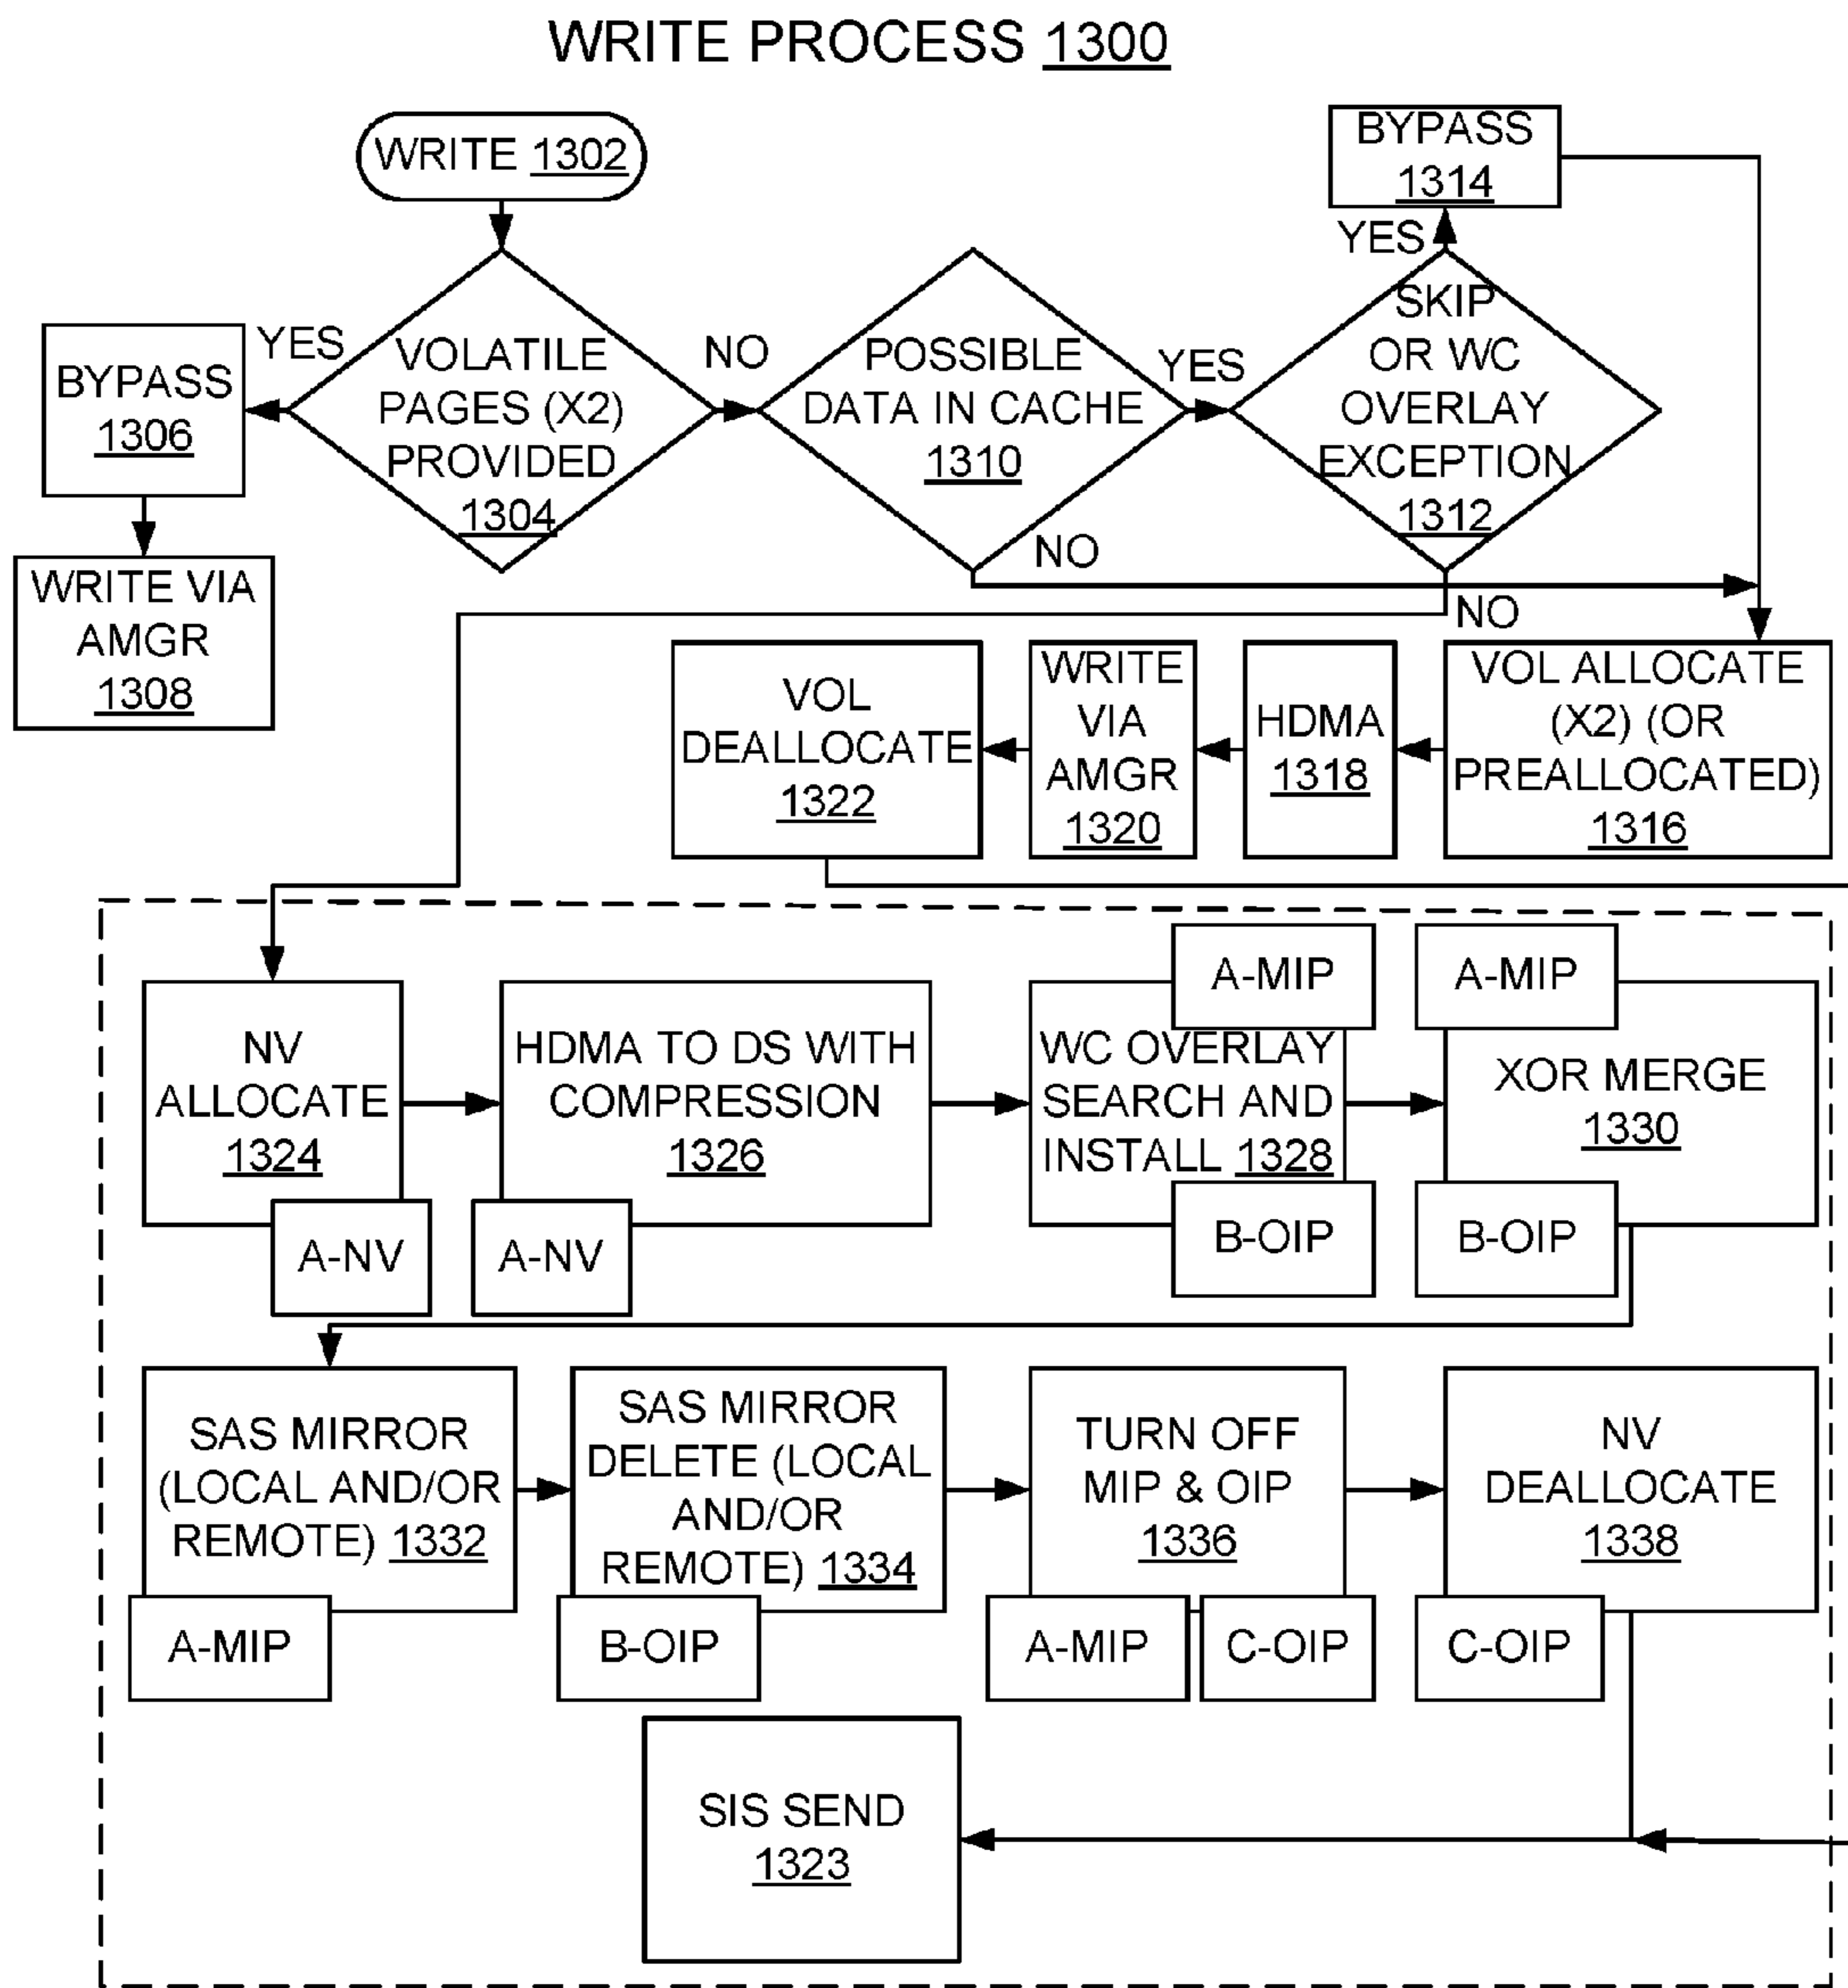 WRITE PROCESS 1300
WRITE 1302
BYPASS
1314
YES
SKIP
OR WC
OVERLAY
EXCEPTION
1312
YES
VOLATILE
PAGES (X2)
PROVIDED
1304
NO
POSSIBLE
DATA IN CACHE
1310
YES
BYPASS
1306
NO
NO
WRITE VIA
AMGR
1308
VOL
DEALLOCATE
1322
WRITE
VIA
AMGR
1320
HDMA
1318
VOL ALLOCATE
(X2) (OR
PREALLOCATED)
1316
NV
ALLOCATE
1324
A-NV
HDMA TO DS WITH
COMPRESSION
1326
A-NV
A-MIP
WC OVERLAY
SEARCH AND
INSTALL 1328
B-OIP
A-MIP
XOR MERGE
1330
B-OIP
SAS MIRROR
(LOCAL AND/OR
REMOTE) 1332
A-MIP
SAS MIRROR
DELETE (LOCAL
AND/OR
REMOTE) 1334
B-OIP
TURN OFF
MIP & OIP
1336
A-MIP
C-OIP
NV
DEALLOCATE
1338
C-OIP
SIS SEND
1323